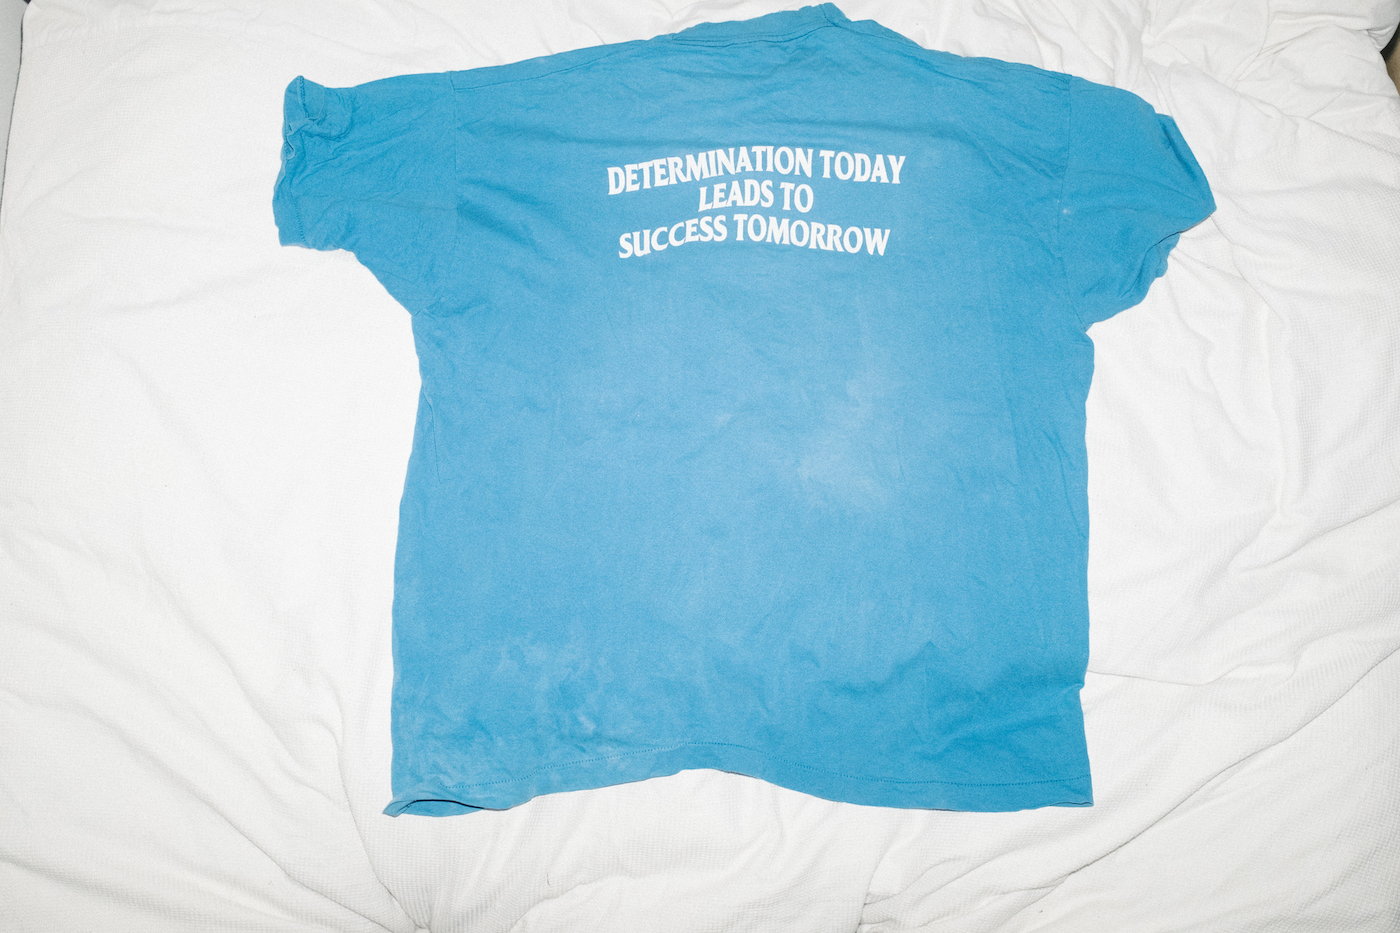 DETERMINATION TODAY
LEADS TO
SUCCESS TOMORROW